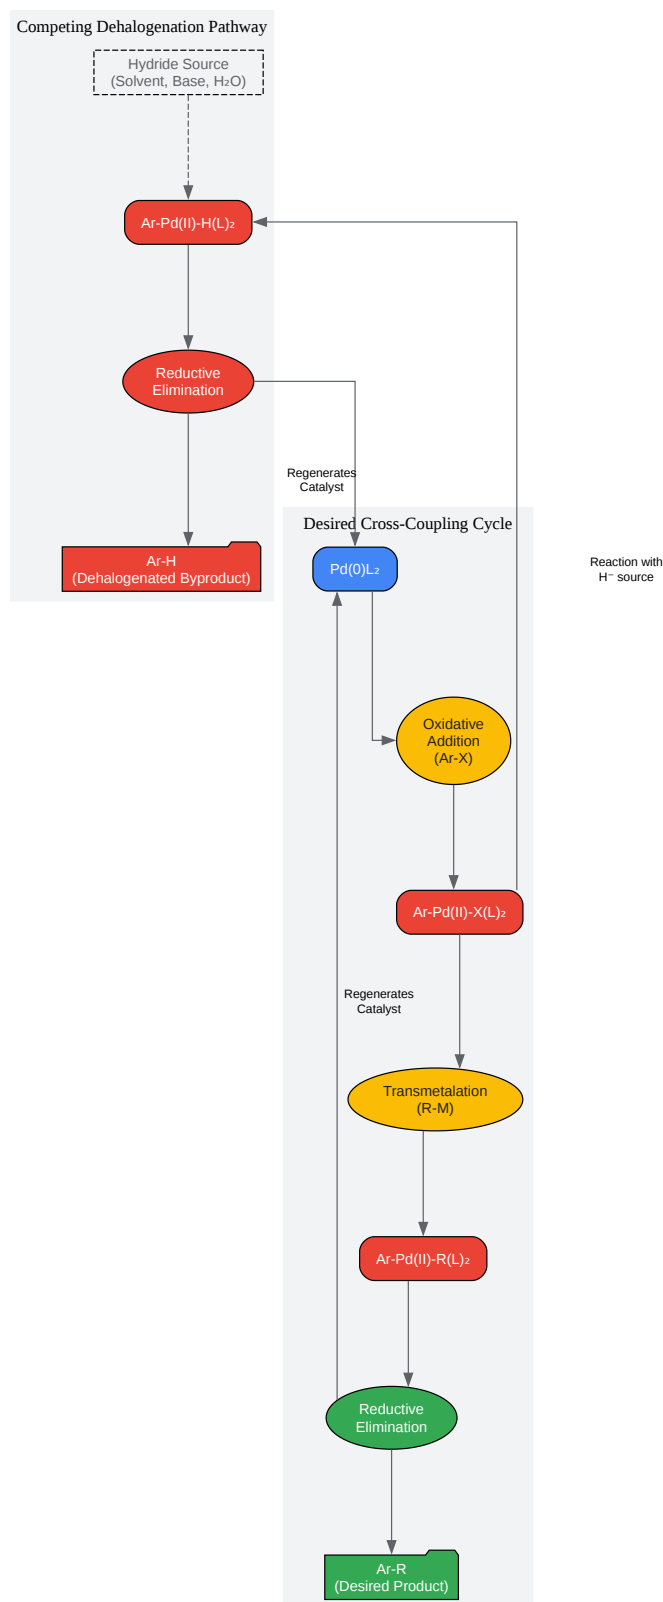 Competing Dehalogenation Pathway
Hydride Source
(Solvent, Base, H₂O)
Ar-Pd(II)-H(L)₂
Reductive
Elimination
Regenerates
Catalyst
Ar-H
(Dehalogenated Byproduct)
Desired Cross-Coupling Cycle
Pd(0)L₂
Reaction with
H⁻ source
Oxidative
Addition
(Ar-X)
Ar-Pd(II)-X(L)₂
Regenerates
Catalyst
Transmetalation
(R-M)
Ar-Pd(II)-R(L)₂
Reductive
Elimination
Ar-R
(Desired Product)